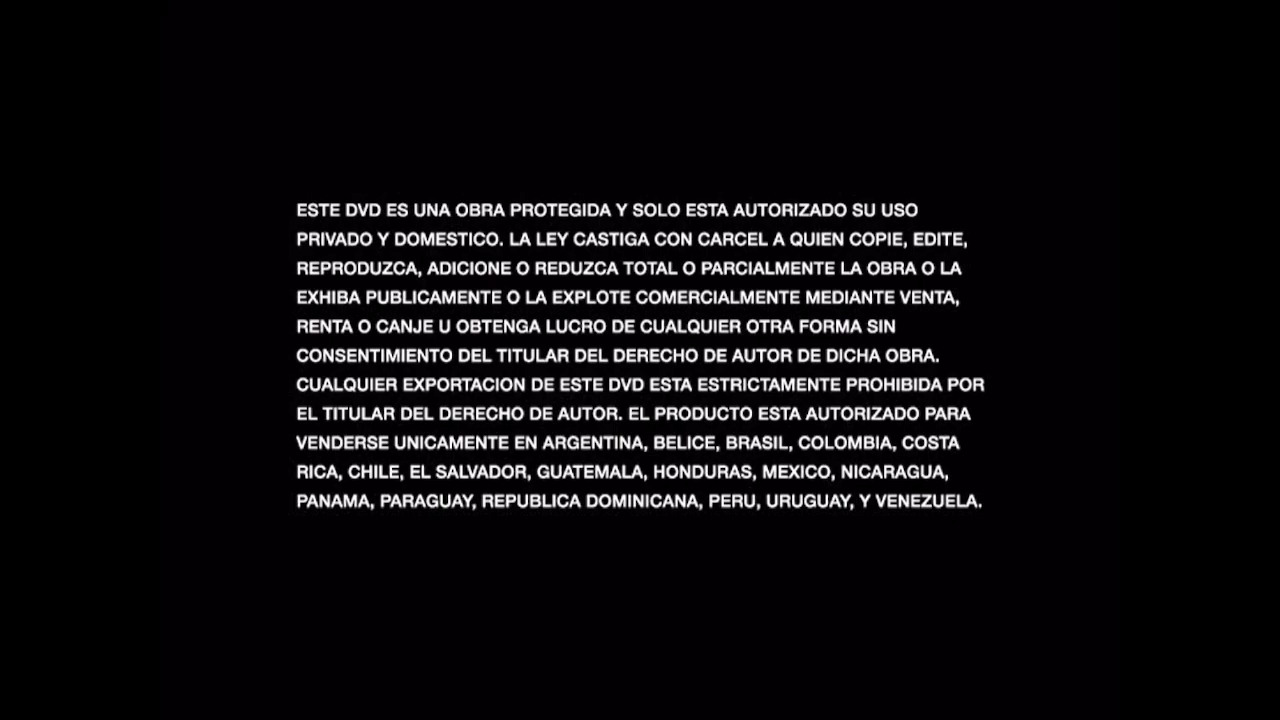 ESTE DVD ES UNA OBRA PROTEGIDA Y SOLO ESTA AUTORIZADO SU USO
PRIVADO Y DOMESTICO. LA LEY CASTIGA CON CARCEL A QUIEN COPIE, EDITE,
REPRODUZCA, ADICIONE O REDUZCA TOTAL O PARCIALMENTE LA OBRA O LA
EXHIBA PUBLICAMENTE O LA EXPLOTE COMERCIALMENTE MEDIANTE VENTA,
RENTA O CANJE U OBTENGA LUCRO DE CUALQUIER OTRA FORMA SIN
CONSENTIMIENTO DEL TITULAR DEL DERECHO DE AUTOR DE DICHA OBRA.
CUALQUIER EXPORTACION DE ESTE DVD ESTA ESTRICTAMENTE PROHIBIDA POR
EL TITULAR DEL DERECHO DE AUTOR. EL PRODUCTO ESTA AUTORIZADO PARA
VENDERSE UNICAMENTE EN ARGENTINA, BELICE, BRASIL, COLOMBIA, COSTA
RICA, CHILE, EL SALVADOR, GUATEMALA, HONDURAS, MEXICO, NICARAGUA,
PANAMA, PARAGUAY, REPUBLICA DOMINICANA, PERU, URUGUAY, Y VENEZUELA.